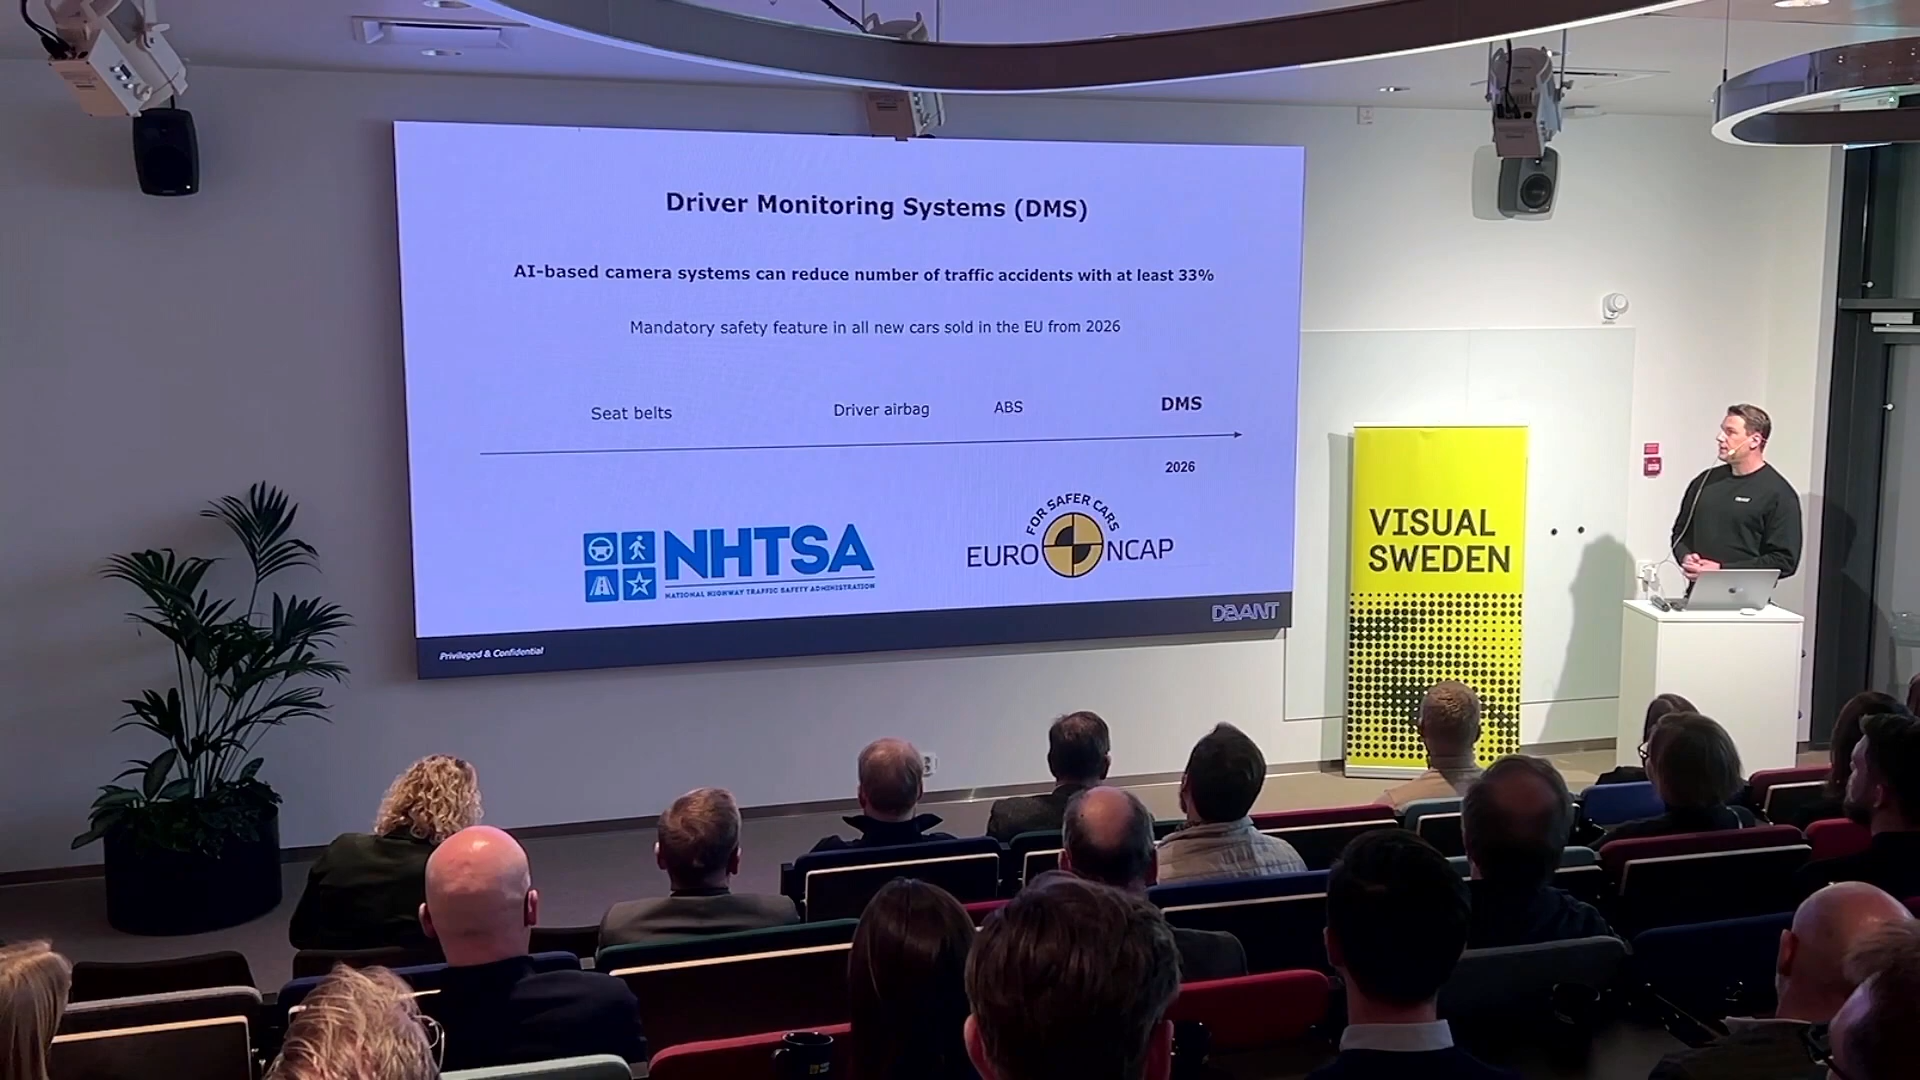 Driver Monitoring Systems (DMS)
AI-based camera systems can reduce number of traffic accidents with at least 33%
Mandatory safety feature in all new cars sold in the EU from 2026
Seat belts
Driver airbag
ABS
DMS
2026
NHTSA
NATIONAL HIGHWAY TRAFFIC SAFETY ADMINISTRATION
FOR SAFER CARS
EURO NCAP
Privileged & Confidential
VISUAL
SWEDEN